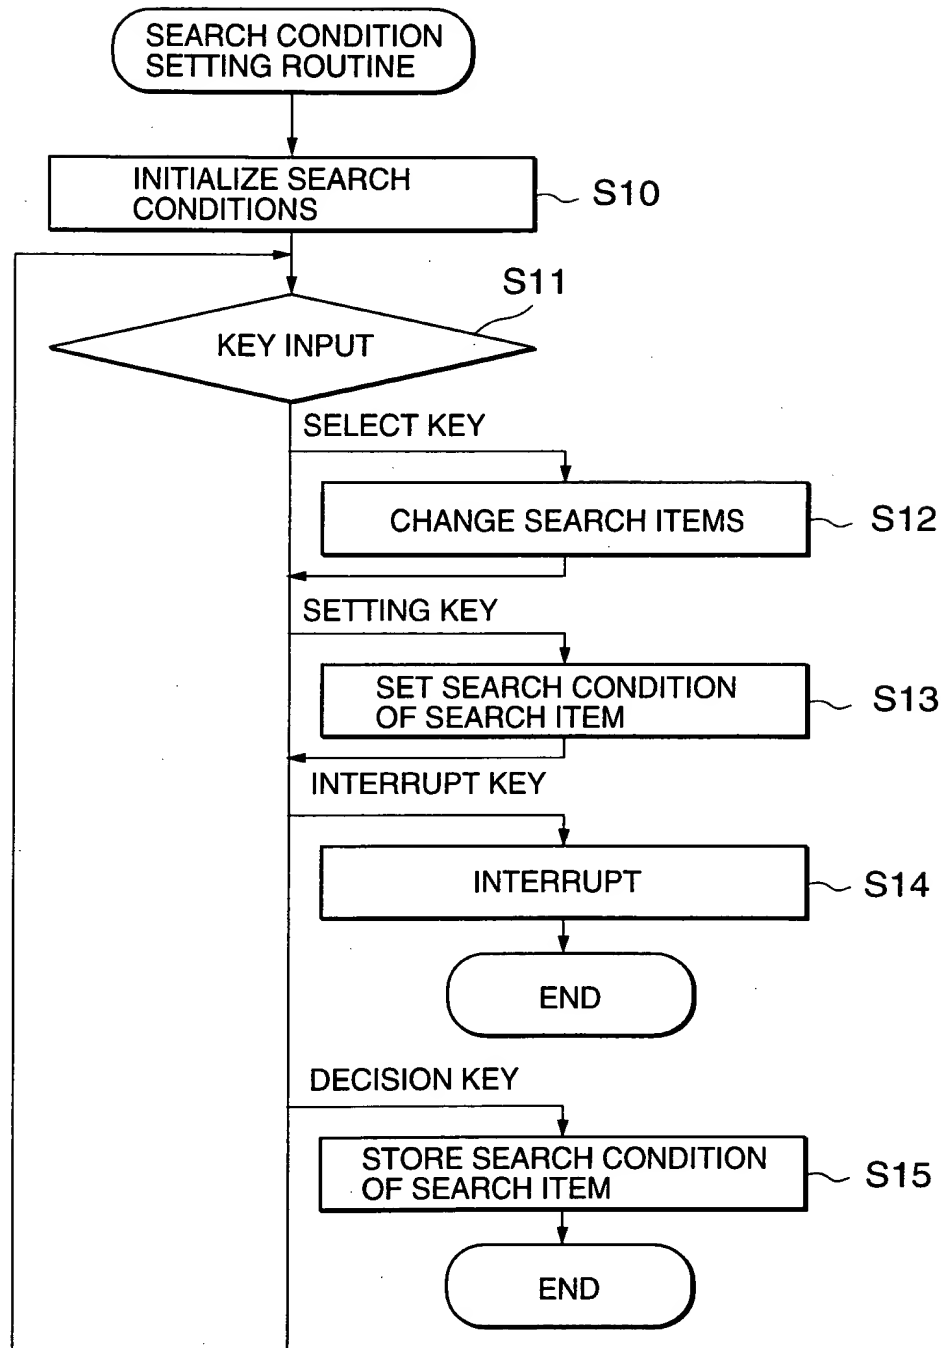 SEARCH CONDITION
SETTING ROUTINE
INITIALIZE SEARCH
CONDITIONS
S10
S11
KEY INPUT
SELECT KEY
CHANGE SEARCH ITEMS
S12
SETTING KEY
SET SEARCH CONDITION
OF SEARCH ITEM
S13
INTERRUPT KEY
INTERRUPT
S14
END
DECISION KEY
STORE SEARCH CONDITION
OF SEARCH ITEM
S15
END